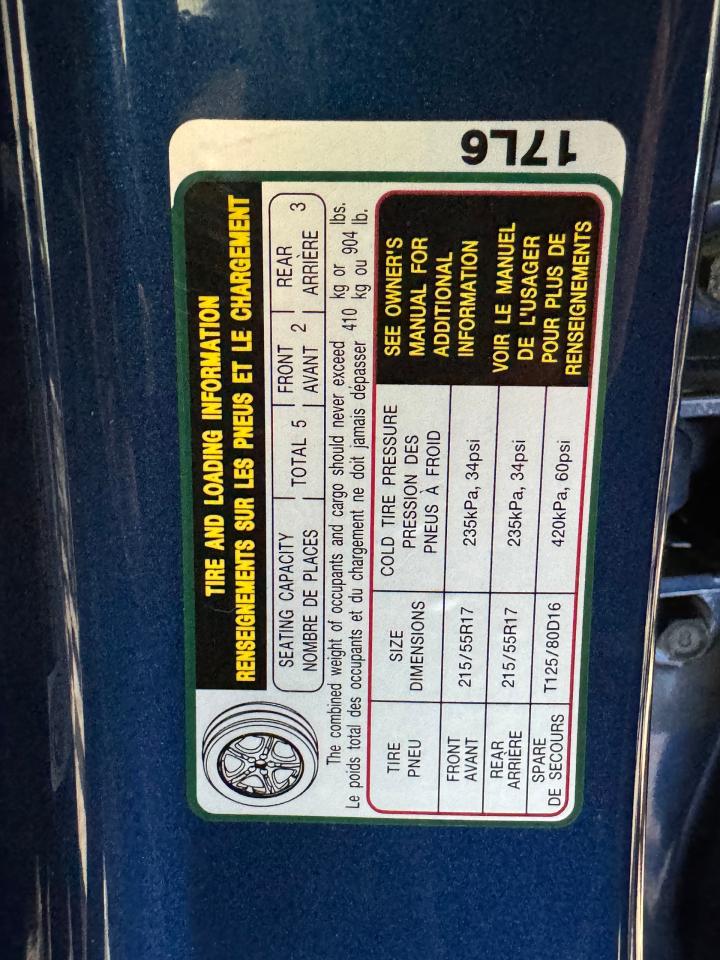 TIRE AND LOADING INFORMATION
RENSEIGNEMENTS SUR LES PNEUS ET LE CHARGEMENT
SEATING CAPACITY
NOMBRE DE PLACES
TOTAL 5
FRONT
AVANT
2
REAR
ARRIÈRE
3
The combined weight of occupants and cargo should never exceed 410 kg or lbs.
Le poids total des occupants et du chargement ne doit jamais dépasser kg ou 904 lb.
TIRE
PNEU
SIZE
DIMENSIONS
COLD TIRE PRESSURE
PRESSION DES
PNEUS À FROID
FRONT
AVANT
215/55R17
235kPa, 34psi
REAR
ARRIÈRE
215/55R17
235kPa, 34psi
SPARE
DE SECOURS
T125/80D16
420kPa, 60psi
SEE OWNER'S
MANUAL FOR
ADDITIONAL
INFORMATION
VOIR LE MANUEL
DE L'USAGER
POUR PLUS DE
RENSEIGNEMENTS
17L6